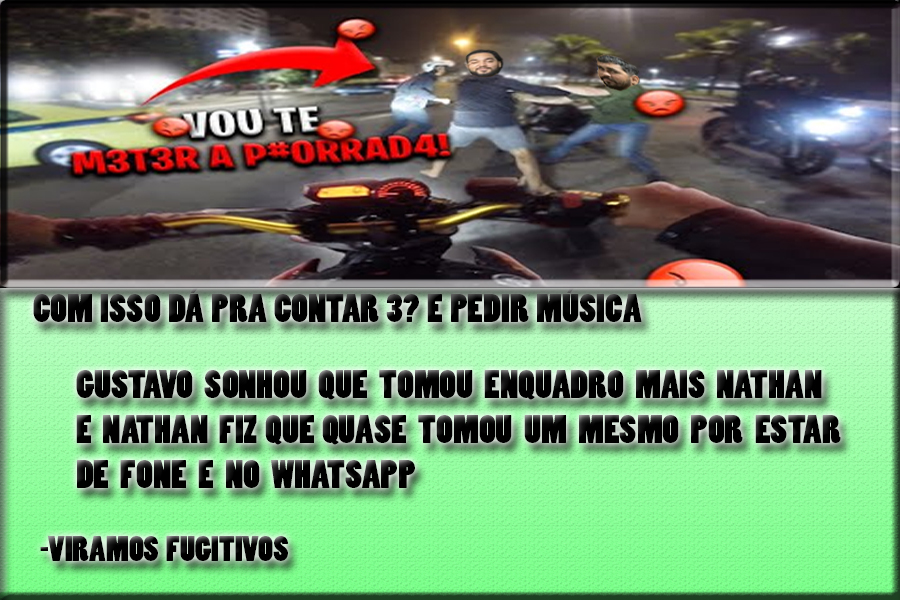 VOU TE
M3T3R A P#ORRAD4!
COM ISSO DÁ PRA CONTAR 3? E PEDIR MÚSICA
GUSTAVO SONHOU QUE TOMOU ENQUADRO MAIS NATHAN
E NATHAN FIZ QUE QUASE TOMOU UM MESMO POR ESTAR
DE FONE E NO WHATSAPP
-VIRAMOS FUGITIVOS